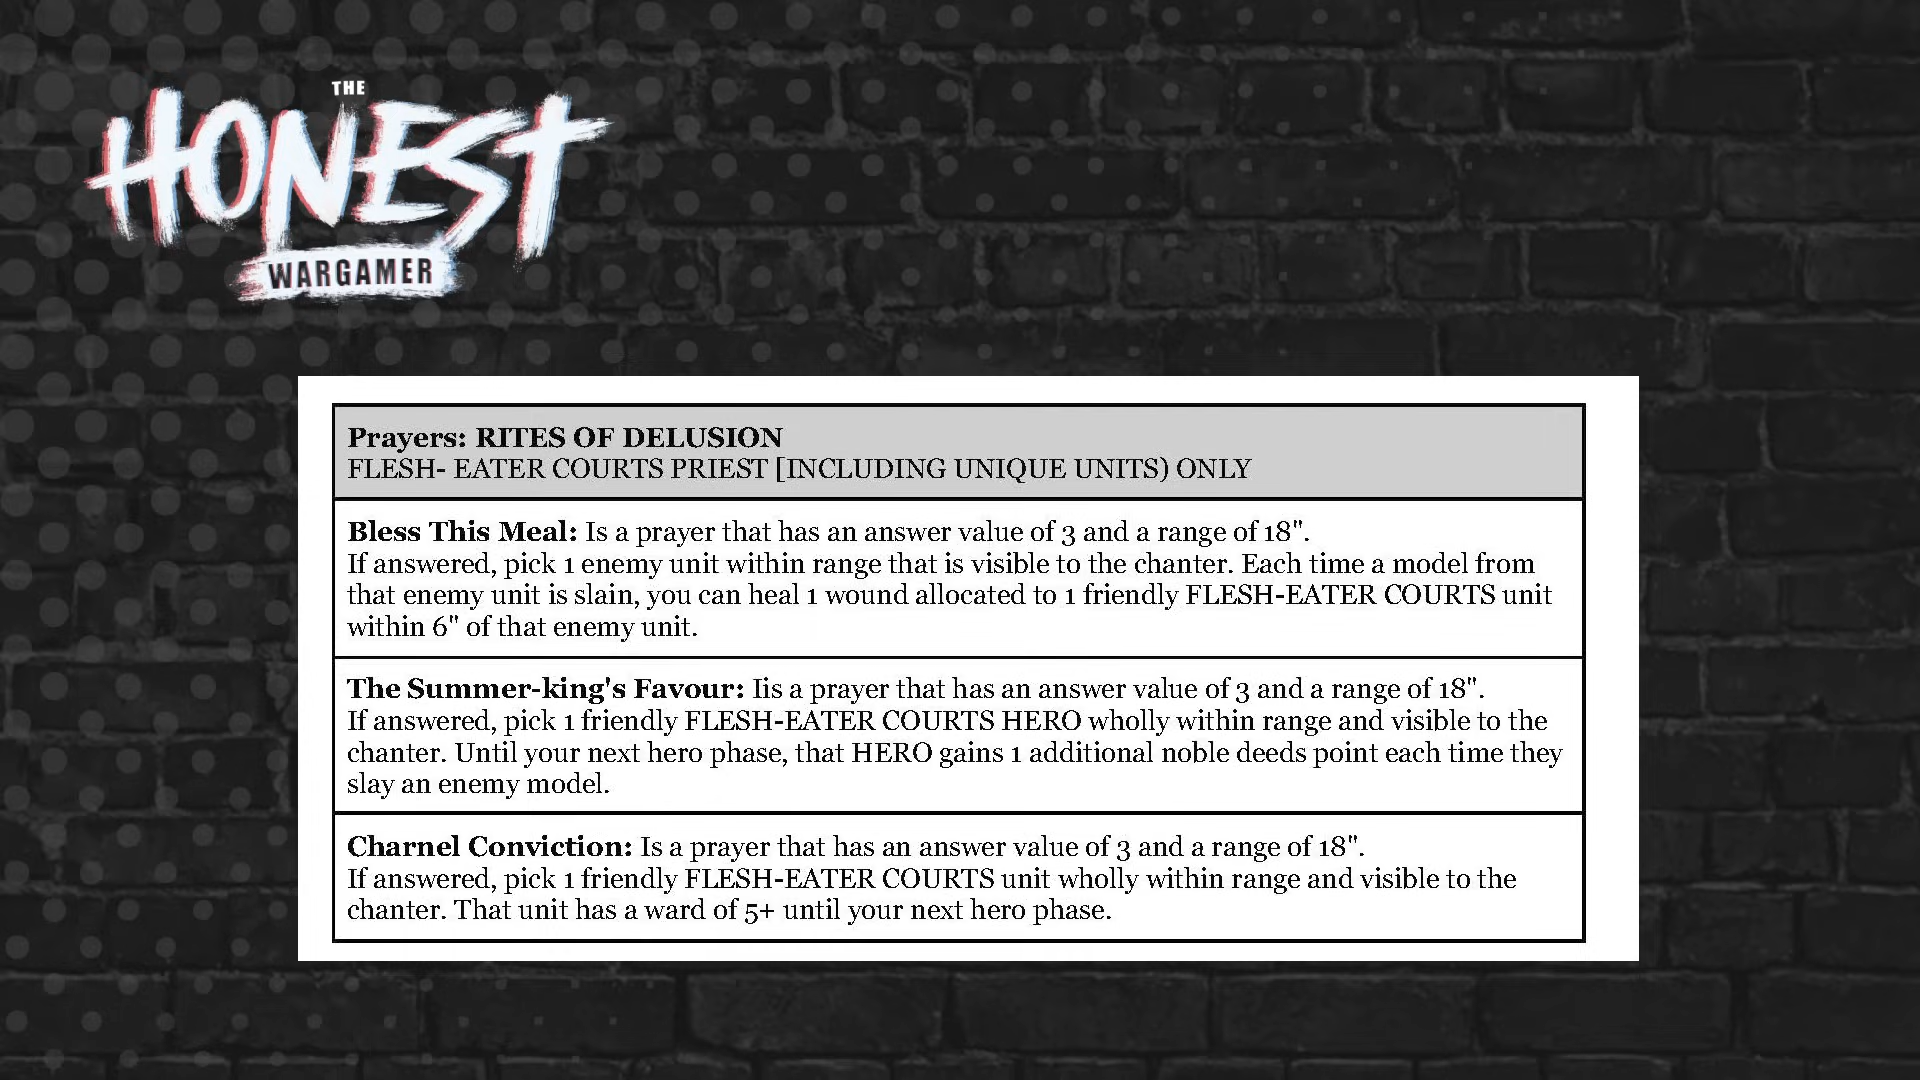 THE
HONEST
WARGAMER
Prayers: RITES OF DELUSION
FLESH- EATER COURTS PRIEST [INCLUDING UNIQUE UNITS) ONLY
Bless This Meal: Is a prayer that has an answer value of 3 and a range of 18".
If answered, pick 1 enemy unit within range that is visible to the chanter. Each time a model from
that enemy unit is slain, you can heal 1 wound allocated to 1 friendly FLESH-EATER COURTS unit
within 6" of that enemy unit.
The Summer-king's Favour: Iis a prayer that has an answer value of 3 and a range of 18".
If answered, pick 1 friendly FLESH-EATER COURTS HERO wholly within range and visible to the
chanter. Until your next hero phase, that HERO gains 1 additional noble deeds point each time they
slay an enemy model.
Charnel Conviction: Is a prayer that has an answer value of 3 and a range of 18".
If answered, pick 1 friendly FLESH-EATER COURTS unit wholly within range and visible to the
chanter. That unit has a ward of 5+ until your next hero phase.